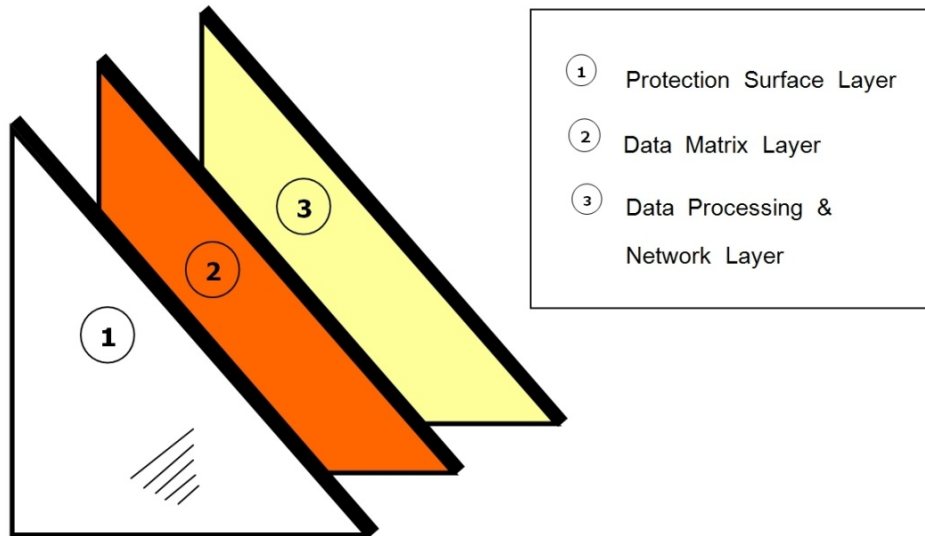 1
2
3
1 Protection Surface Layer
2 Data Matrix Layer
3 Data Processing &
Network Layer